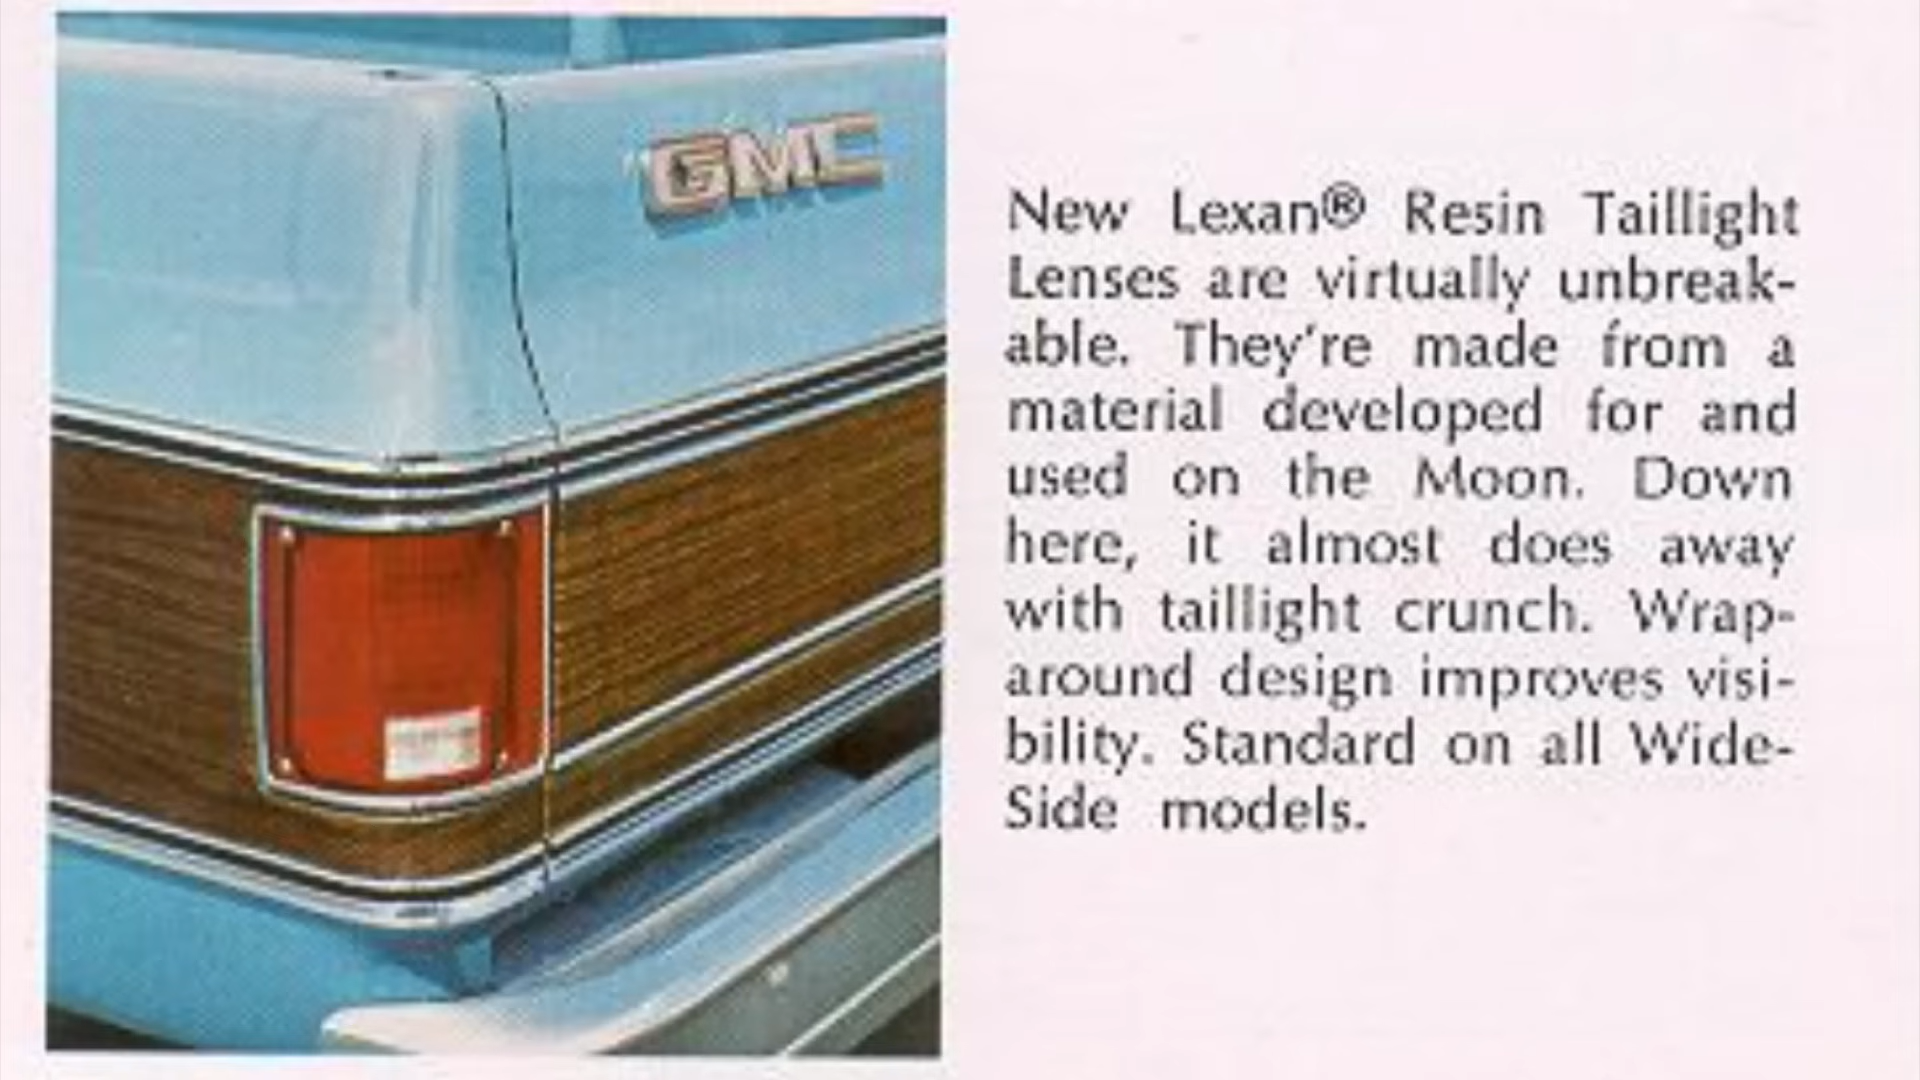 GMC
New Lexan® Resin Taillight
Lenses are virtually unbreak-
able. They're made from a
material developed for and
used on the Moon. Down
here, it almost does away
with taillight crunch. Wrap-
around design improves visi-
bility. Standard on all Wide-
Side models.